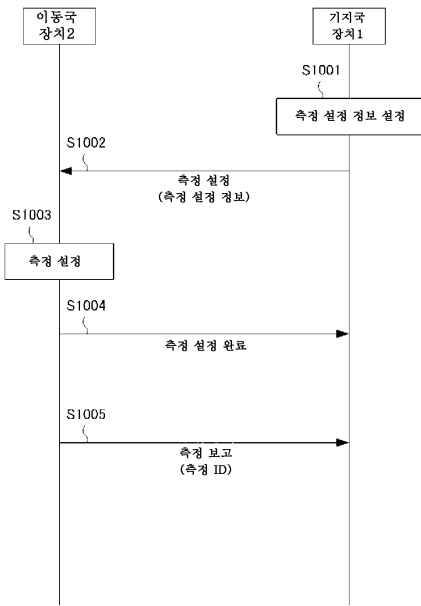 이동국
장치2
기지국
장치1
S1001
측정 설정 정보 설정
S1002
측정 설정
(측정 설정 정보)
S1003
측정 설정
S1004
측정 설정 완료
S1005
측정 보고
(측정 ID)